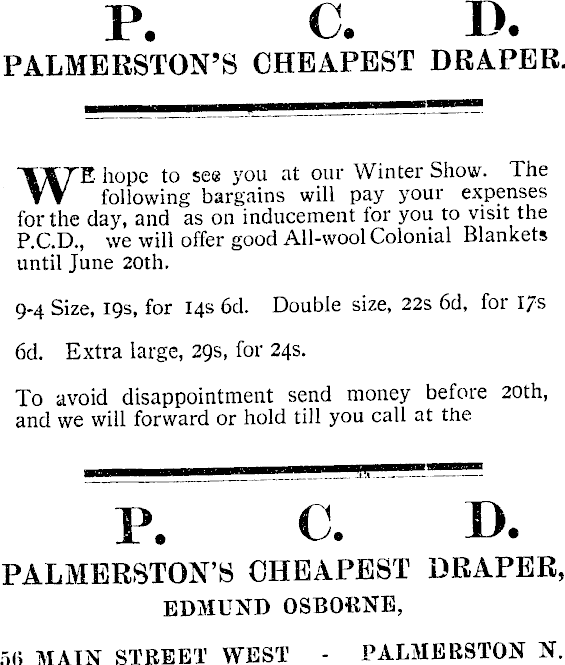 P. C. D.
PALMERSTON'S CHEAPEST DRAPER.
WE hope to see you at our Winter Show. The
following bargains will pay your expenses
for the day, and as on inducement for you to visit the
P.C.D., we will offer good All-wool Colonial Blankets
until June 20th.
9-4 Size, 19s, for 14s 6d. Double size, 22s 6d, for 17s
6d. Extra large, 29s, for 24s.
To avoid disappointment send money before 20th,
and we will forward or hold till you call at the
P. C. D.
PALMERSTON'S CHEAPEST DRAPER,
EDMUND OSBORNE,
56 MAIN STREET WEST - PALMERSTON N.